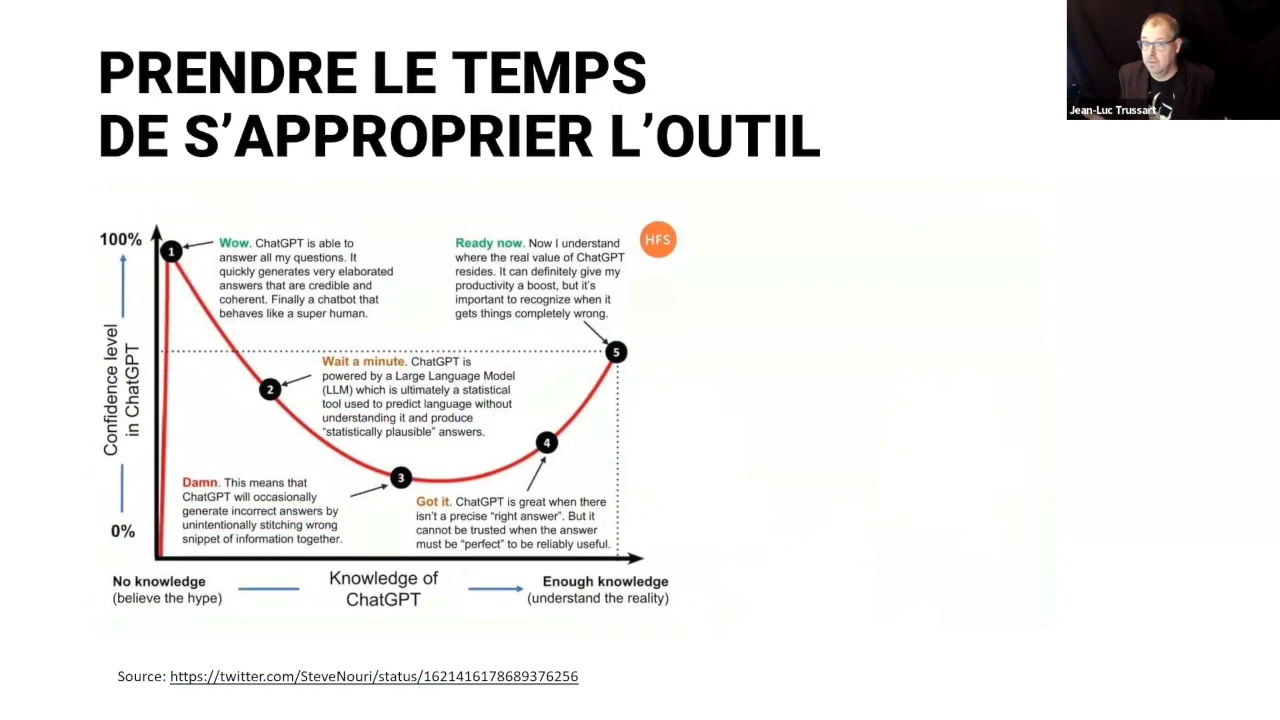 PRENDRE LE TEMPS
DE S’APPROPRIER L’OUTIL
Jean-Luc Trussart
HFS
100%
Confidence level
in ChatGPT
0%
1
Wow. ChatGPT is able to
answer all my questions. It
quickly generates very elaborated
answers that are credible and
coherent. Finally a chatbot that
behaves like a super human.
Ready now. Now I understand
where the real value of ChatGPT
resides. It can definitely give my
productivity a boost, but it’s
important to recognize when it
gets things completely wrong.
5
2
Wait a minute. ChatGPT is
powered by a Large Language Model
(LLM) which is ultimately a statistical
tool used to predict language without
understanding it and produce
“statistically plausible” answers.
4
3
Damn. This means that
ChatGPT will occasionally
generate incorrect answers by
unintentionally stitching wrong
snippet of information together.
Got it. ChatGPT is great when there
isn’t a precise “right answer”. But it
cannot be trusted when the answer
must be “perfect” to be reliably useful.
No knowledge
(believe the hype)
Knowledge of
ChatGPT
Enough knowledge
(understand the reality)
Source: https://twitter.com/SteveNouri/status/1621416178689376256